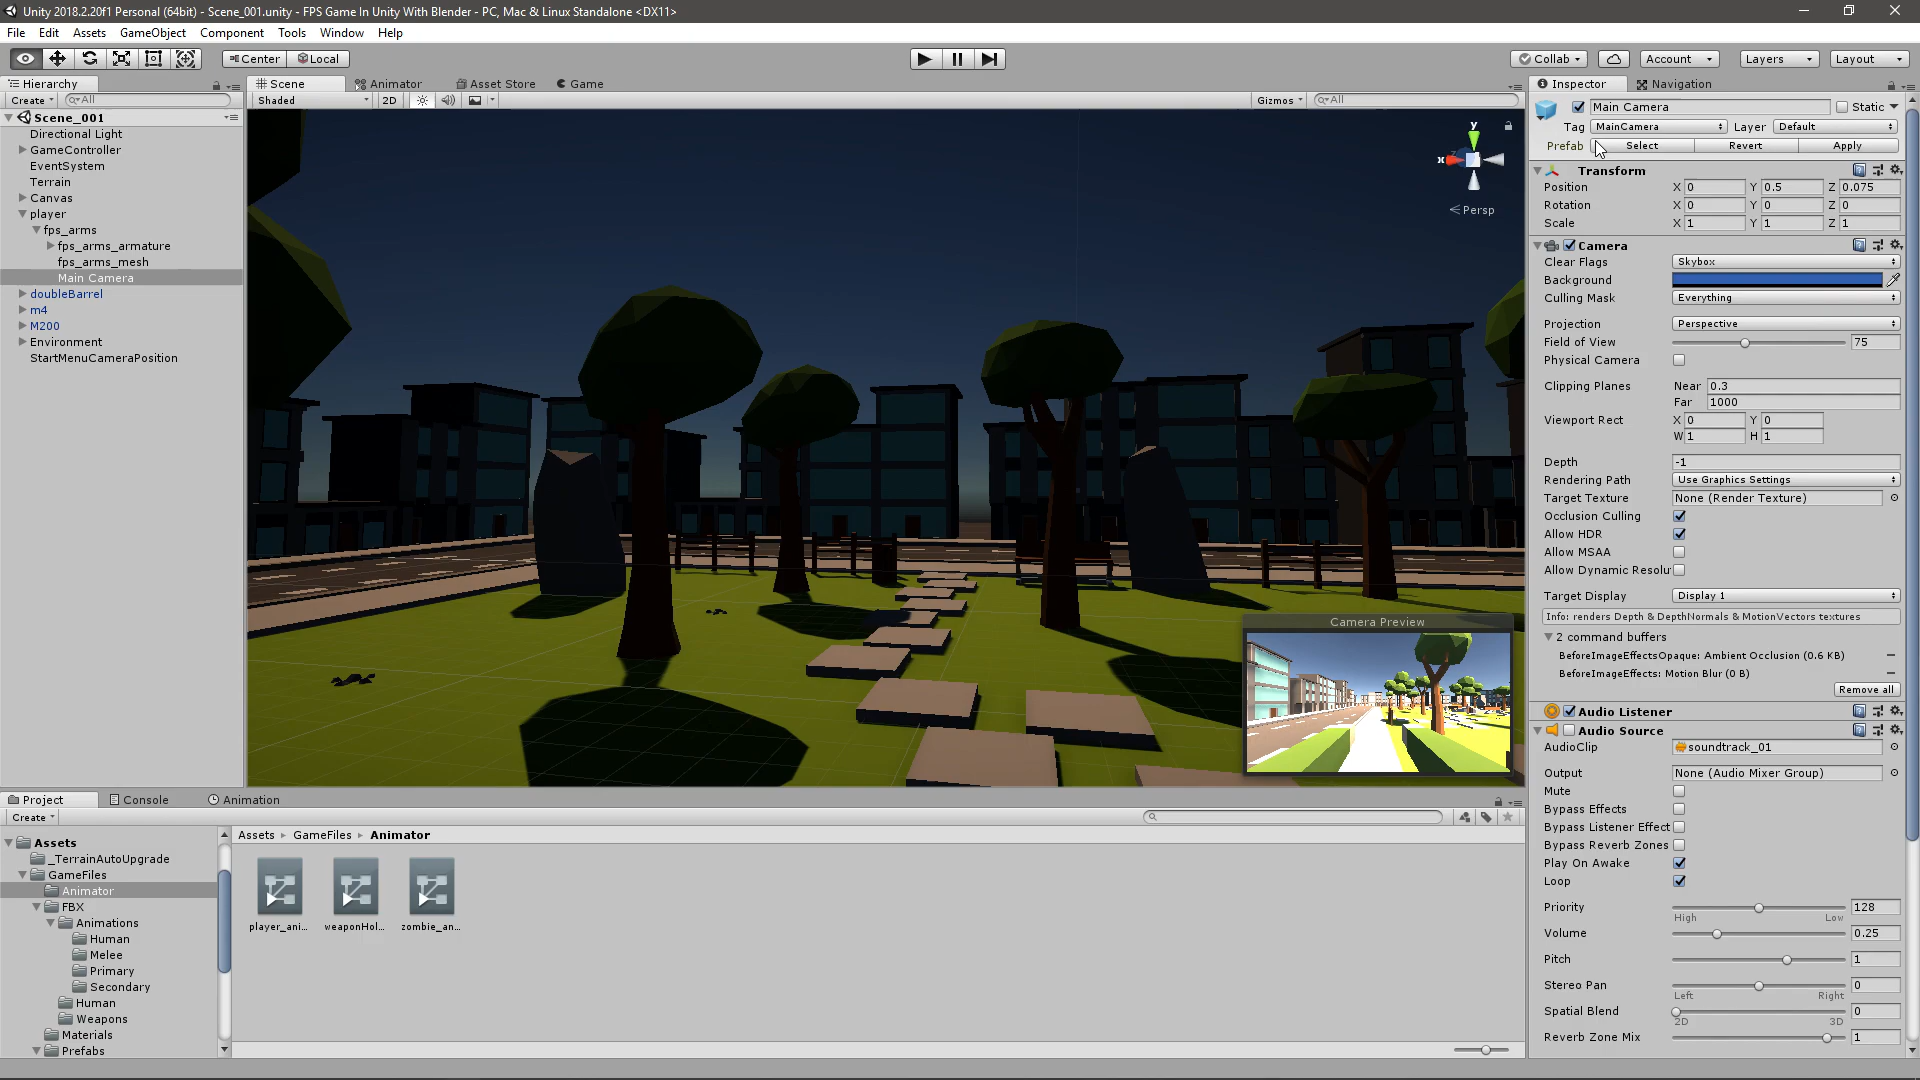 Unity 2018.2.20f1 Personal (64bit) - Scene_001.unity - FPS Game In Unity With Blender - PC, Mac & Linux Standalone <DX11>
File Edit Assets GameObject Component Tools Window Help
Center Local Collab Account Layers Layout
Hierarchy
Create All
Scene_001
Directional Light
GameController
EventSystem
Terrain
Canvas
player
fps_arms
fps_arms_armature
fps_arms_mesh
Main Camera
doubleBarrel
m4
M200
Environment
StartMenuCameraPosition
Scene Animator Asset Store Game
Shaded 2D Gizmos All
y
x
z
Persp
Camera Preview
Inspector Navigation
Main Camera Static
Tag MainCamera Layer Default
Prefab Select Revert Apply
Transform
Position X 0 Y 0.5 Z 0.075
Rotation X 0 Y 0 Z 0
Scale X 1 Y 1 Z 1
Camera
Clear Flags Skybox
Background
Culling Mask Everything
Projection Perspective
Field of View 75
Physical Camera
Clipping Planes Near 0.3
Far 1000
Viewport Rect X 0 Y 0
W 1 H 1
Depth -1
Rendering Path Use Graphics Settings
Target Texture None (Render Texture)
Occlusion Culling
Allow HDR
Allow MSAA
Allow Dynamic Resolut
Target Display Display 1
Info: renders Depth & DepthNormals & MotionVectors textures
2 command buffers
BeforeImageEffectsOpaque: Ambient Occlusion (0.6 KB)
BeforeImageEffects: Motion Blur (0 B)
Remove all
Audio Listener
Audio Source
AudioClip soundtrack_01
Output None (Audio Mixer Group)
Mute
Bypass Effects
Bypass Listener Effect
Bypass Reverb Zones
Play On Awake
Loop
Priority 128
High Low
Volume 0.25
Pitch 1
Stereo Pan 0
Left Right
Spatial Blend 0
2D 3D
Reverb Zone Mix 1
Project Console Animation
Create
Assets
_TerrainAutoUpgrade
GameFiles
Animator
FBX
Animations
Human
Melee
Primary
Secondary
Human
Weapons
Materials
Prefabs
Assets GameFiles Animator
player_ani... weaponHol... zombie_an...